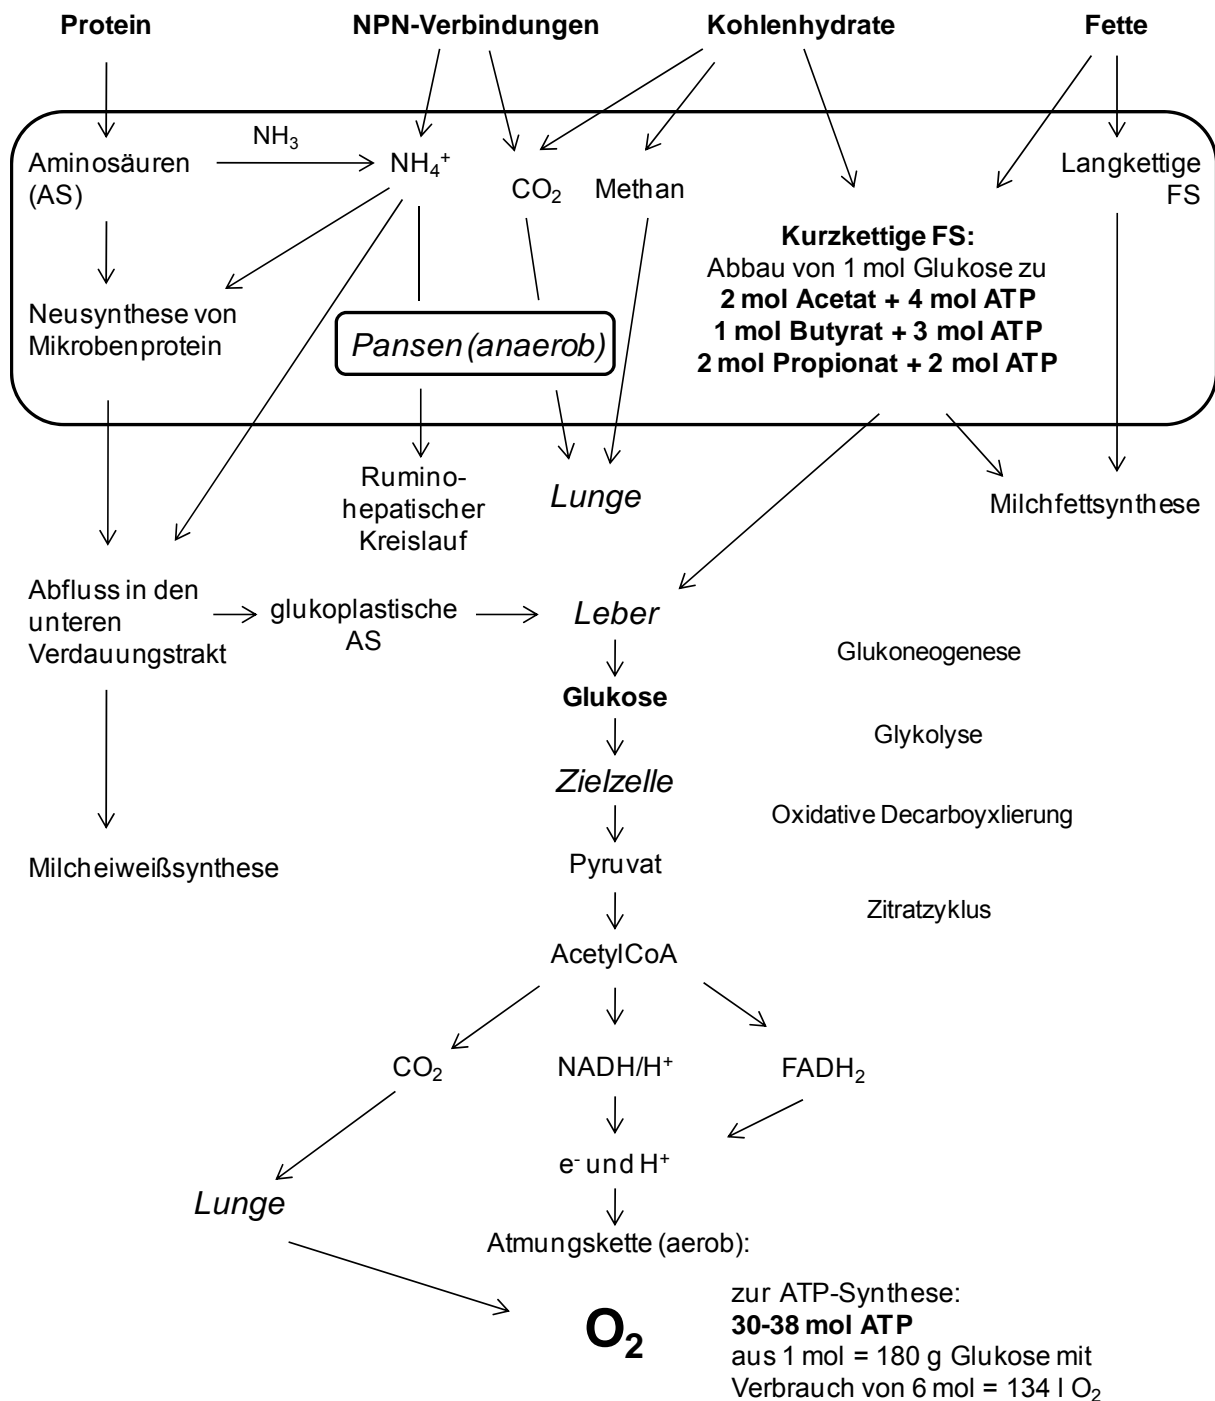 Protein
NPN-Verbindungen
Kohlenhydrate
Fette
NH₃
Aminosäuren
(AS)
NH₄⁺
CO₂
Methan
Langkettige
FS
Kurzkettige FS:
Abbau von 1 mol Glukose zu
2 mol Acetat + 4 mol ATP
1 mol Butyrat + 3 mol ATP
2 mol Propionat + 2 mol ATP
Neusynthese von
Mikrobenprotein
Pansen (anaerob)
Rumino-
hepatischer
Kreislauf
Lunge
Milchfettsynthese
Abfluss in den
unteren
Verdauungstrakt
glukoplastische
AS
Leber
Glukoneogenese
Glukose
Glykolyse
Zielzelle
Oxidative Decarboyxlierung
Milcheiweißsynthese
Pyruvat
Zitratzyklus
AcetylCoA
CO₂
NADH/H⁺
FADH₂
e⁻ und H⁺
Lunge
Atmungskette (aerob):
O₂
zur ATP-Synthese:
30-38 mol ATP
aus 1 mol = 180 g Glukose mit
Verbrauch von 6 mol = 134 l O₂